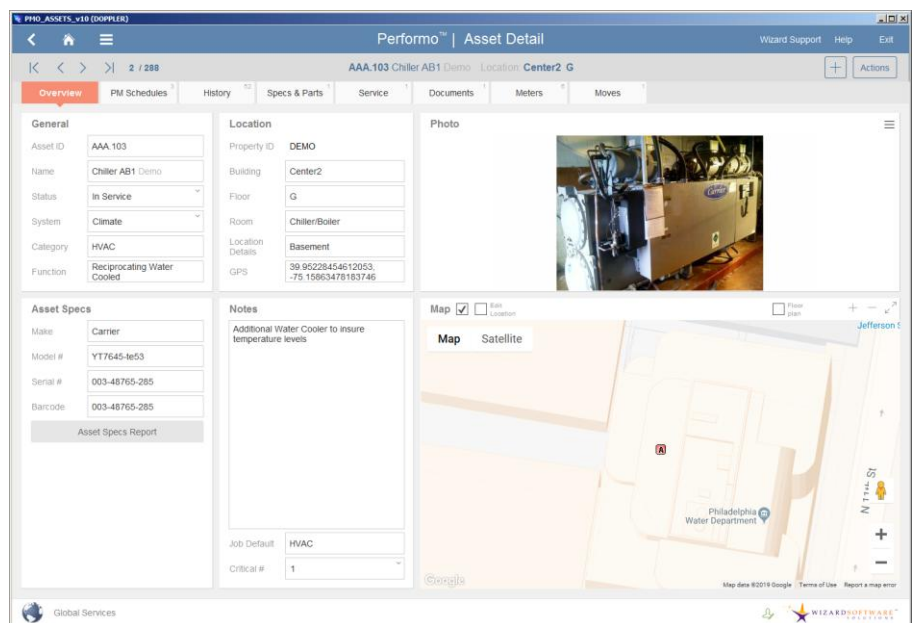 PMO_ASSETS_v10 (DOPPLER)
Performo™ | Asset Detail
Wizard Support Help Exit
2 / 288
AAA.103 Chiller AB1 Demo Location Center2 G
Actions
Overview
PM Schedules
History
Specs & Parts
Service
Documents
Meters
Moves
General
Asset ID AAA.103
Name Chiller AB1 Demo
Status In Service
System Climate
Category HVAC
Function Reciprocating Water
Cooled
Location
Property ID DEMO
Building Center2
Floor G
Room Chiller/Boiler
Location
Details Basement
GPS 39.95228454612053,
-75.15863478183746
Photo
Carrier
Asset Specs
Make Carrier
Model # YT7645-te53
Serial # 003-48765-285
Barcode 003-48765-285
Asset Specs Report
Notes
Additional Water Cooler to insure
temperature levels
Job Default HVAC
Critical # 1
Map
Edit
Location
Floor
plan
Map Satellite
Jefferson S
A
N 11th St
Philadelphia
Water Department
Google
Map data ©2019 Google Terms of Use Report a map error
Global Services
WIZARDSOFTWARE
SOLUTIONS